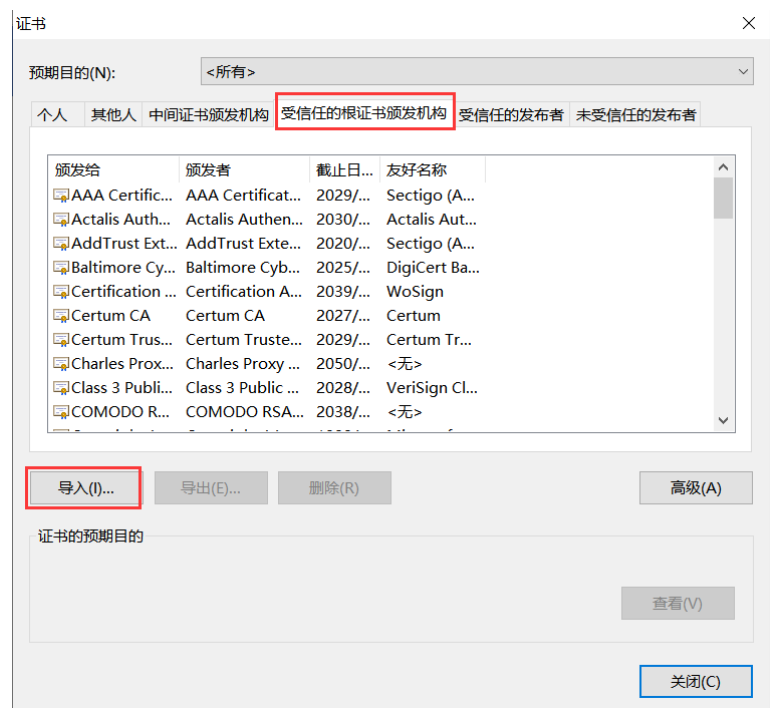 证书
预期目的(N): <所有>
个人 其他人 中间证书颁发机构 受信任的根证书颁发机构 受信任的发布者 未受信任的发布者
颁发给 颁发者 截止日... 友好名称
AAA Certific... AAA Certificat... 2029/... Sectigo (A...
Actalis Auth... Actalis Authen... 2030/... Actalis Aut...
AddTrust Ext... AddTrust Exte... 2020/... Sectigo (A...
Baltimore Cy... Baltimore Cyb... 2025/... DigiCert Ba...
Certification ... Certification A... 2039/... WoSign
Certum CA Certum CA 2027/... Certum
Certum Trus... Certum Truste... 2029/... Certum Tr...
Charles Prox... Charles Proxy ... 2050/... <无>
Class 3 Publi... Class 3 Public ... 2028/... VeriSign Cl...
COMODO R... COMODO RSA... 2038/... <无>
导入(I)... 导出(E)... 删除(R) 高级(A)
证书的预期目的
查看(V)
关闭(C)